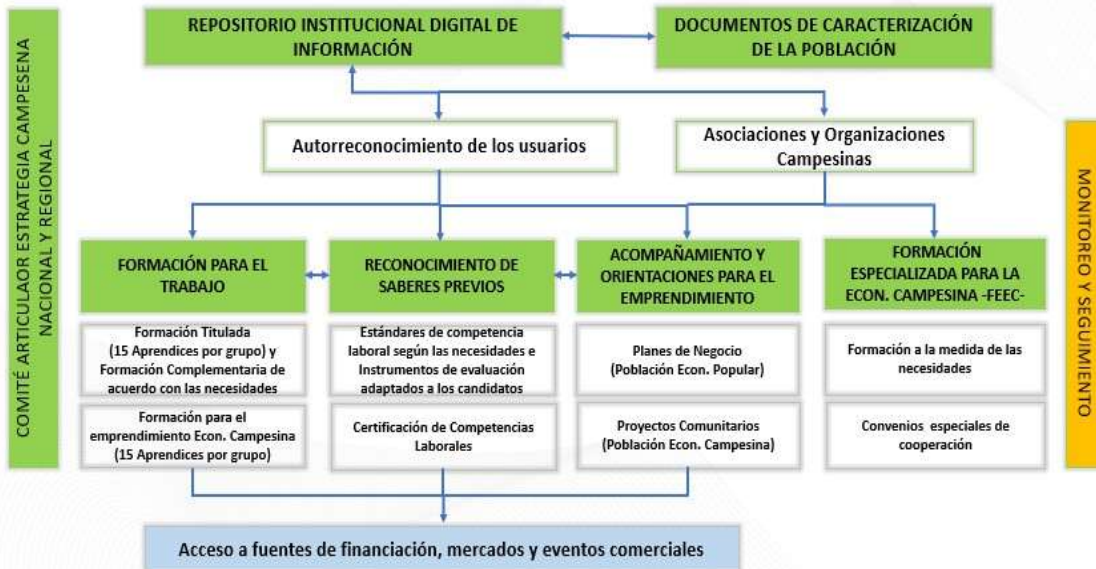 REPOSITORIO INSTITUCIONAL DIGITAL DE
INFORMACIÓN
DOCUMENTOS DE CARACTERIZACIÓN
DE LA POBLACIÓN
COMITÉ ARTICULAOR ESTRATEGIA CAMPESENA
NACIONAL Y REGIONAL
Autorreconocimiento de los usuarios
Asociaciones y Organizaciones
Campesinas
MONITOREO Y SEGUIMIENTO
FORMACIÓN PARA EL
TRABAJO
RECONOCIMIENTO DE
SABERES PREVIOS
ACOMPAÑAMIENTO Y
ORIENTACIONES PARA EL
EMPRENDIMIENTO
FORMACIÓN
ESPECIALIZADA PARA LA
ECON. CAMPESINA -FEEC-
Formación Titulada
(15 Aprendices por grupo) y
Formación Complementaria de
acuerdo con las necesidades
Estándares de competencia
laboral según las necesidades e
Instrumentos de evaluación
adaptados a los candidatos
Planes de Negocio
(Población Econ. Popular)
Formación a la medida de las
necesidades
Formación para el
emprendimiento Econ. Campesina
(15 Aprendices por grupo)
Certificación de Competencias
Laborales
Proyectos Comunitarios
(Población Econ. Campesina)
Convenios especiales de
cooperación
Acceso a fuentes de financiación, mercados y eventos comerciales